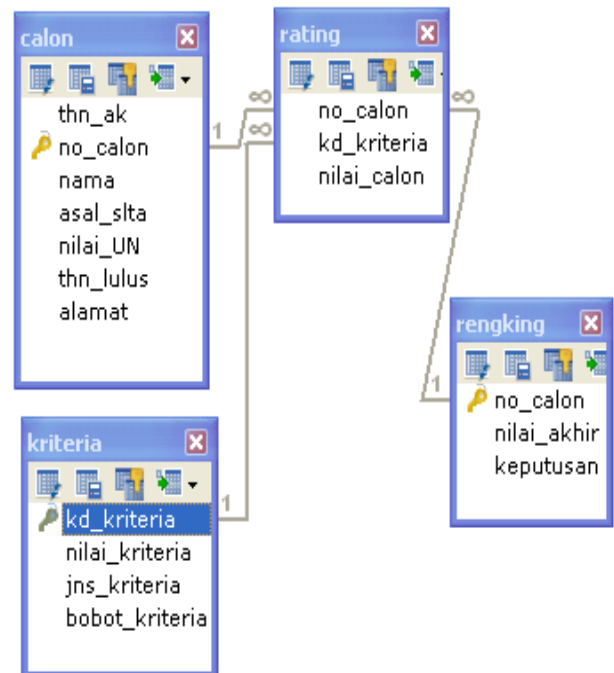 calon
thn_ak
no_calon
nama
asal_slta
nilai_UN
thn_lulus
alamat
1
∞
∞
rating
no_calon
kd_kriteria
nilai_calon
∞
kriteria
kd_kriteria
nilai_kriteria
jns_kriteria
bobot_kriteria
1
1
rengking
no_calon
nilai_akhir
keputusan